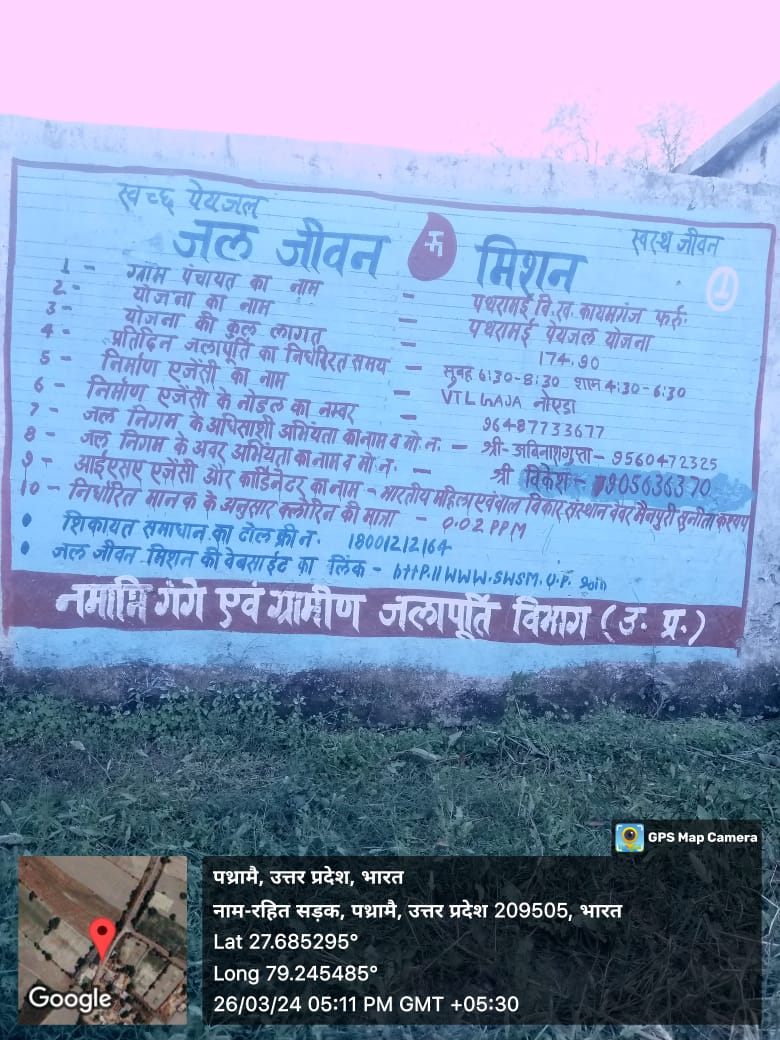 स्वच्छ पेयजल
स्वस्थ जीवन
जल जीवन मिशन
1
1 - ग्राम पंचायत का नाम - पथरामई वि.ख. कायमगंज फर्रु:
2 - योजना का नाम - पथरामई पेयजल योजना
3 - योजना की कुल लागत - 174.90
4 - प्रतिदिन जलापूर्ति का निर्धारित समय - सुबह 6:30-8:30 शाम 4:30-6:30
5 - निर्माण एजेंसी का नाम - VTL GAJA नोएडा
6 - निर्माण एजेंसी के नोडल का नम्बर - 96487733677
7 - जल निगम के अधिसाशी अभियंता का नाम व मो.न. - श्री- अविनाश गुप्ता - 9560472325
8 - जल निगम के अवर अभियंता का नाम व मो.न. - श्री विकेश - 9905636370
9 - आईएसए एजेंसी और कार्डिनेटर का नाम - भारतीय महिला एवं बाल विकास संस्थान वेवर मैनपुरी सुनीता कश्यप
10 - निर्धारित मानक के अनुसार क्लोरिन की मात्रा - 0.02 PPM
• शिकायत समाधान का टोल फ्री न. 18001212164
• जल जीवन मिशन की वेबसाईट का लिंक - http.//www.swsm.u.p. goin
नमामि गंगे एवं ग्रामीण जलापूर्ति विभाग (उ. प्र.)
GPS Map Camera
पथ्रामै, उत्तर प्रदेश, भारत
नाम-रहित सड़क, पथ्रामै, उत्तर प्रदेश 209505, भारत
Lat 27.685295°
Long 79.245485°
26/03/24 05:11 PM GMT +05:30
Google